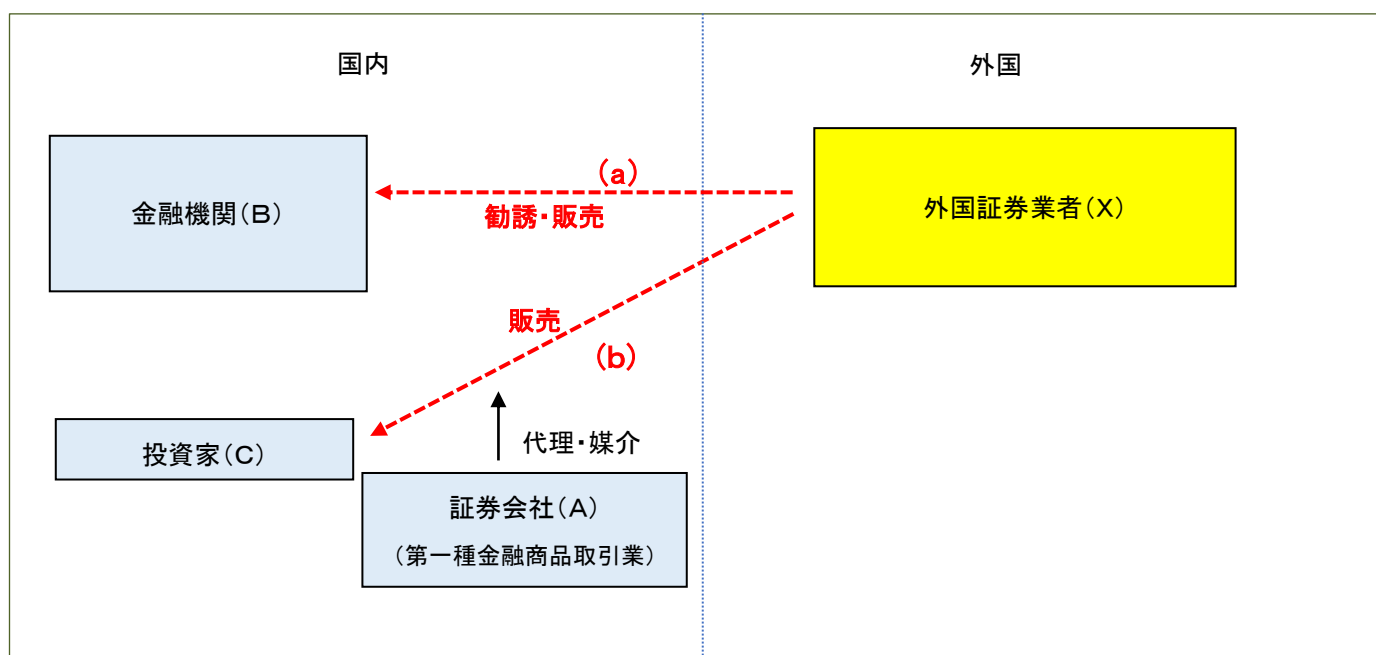 国内
外国
(a)
金融機関(B)
勧誘・販売
外国証券業者(X)
販売
(b)
代理・媒介
投資家(C)
証券会社(A)
(第一種金融商品取引業)